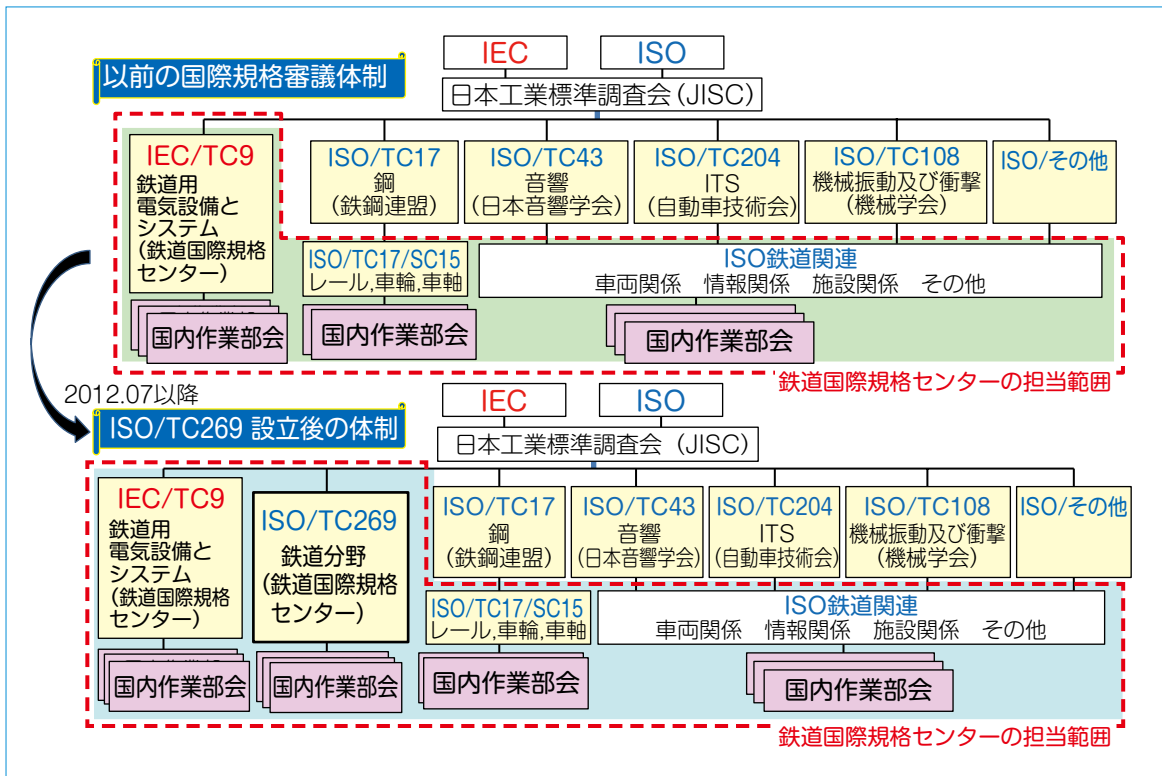 IEC
ISO
以前の国際規格審議体制
日本工業標準調査会(JISC)
IEC/TC9
鉄道用
電気設備と
システム
(鉄道国際規格
センター)
ISO/TC17
鋼
(鉄鋼連盟)
ISO/TC43
音響
(日本音響学会)
ISO/TC204
ITS
(自動車技術会)
ISO/TC108
機械振動及び衝撃
(機械学会)
ISO/その他
ISO/TC17/SC15
レール,車輪,車軸
ISO鉄道関連
車両関係 情報関係 施設関係 その他
国内作業部会
国内作業部会
国内作業部会
鉄道国際規格センターの担当範囲
2012.07以降
ISO/TC269 設立後の体制
IEC
ISO
日本工業標準調査会 (JISC)
IEC/TC9
鉄道用
電気設備と
システム
(鉄道国際規格
センター)
ISO/TC269
鉄道分野
(鉄道国際規格
センター)
ISO/TC17
鋼
(鉄鋼連盟)
ISO/TC43
音響
(日本音響学会)
ISO/TC204
ITS
(自動車技術会)
ISO/TC108
機械振動及び衝撃
(機械学会)
ISO/その他
ISO/TC17/SC15
レール,車輪,車軸
ISO鉄道関連
車両関係 情報関係 施設関係 その他
国内作業部会
国内作業部会
国内作業部会
国内作業部会
鉄道国際規格センターの担当範囲